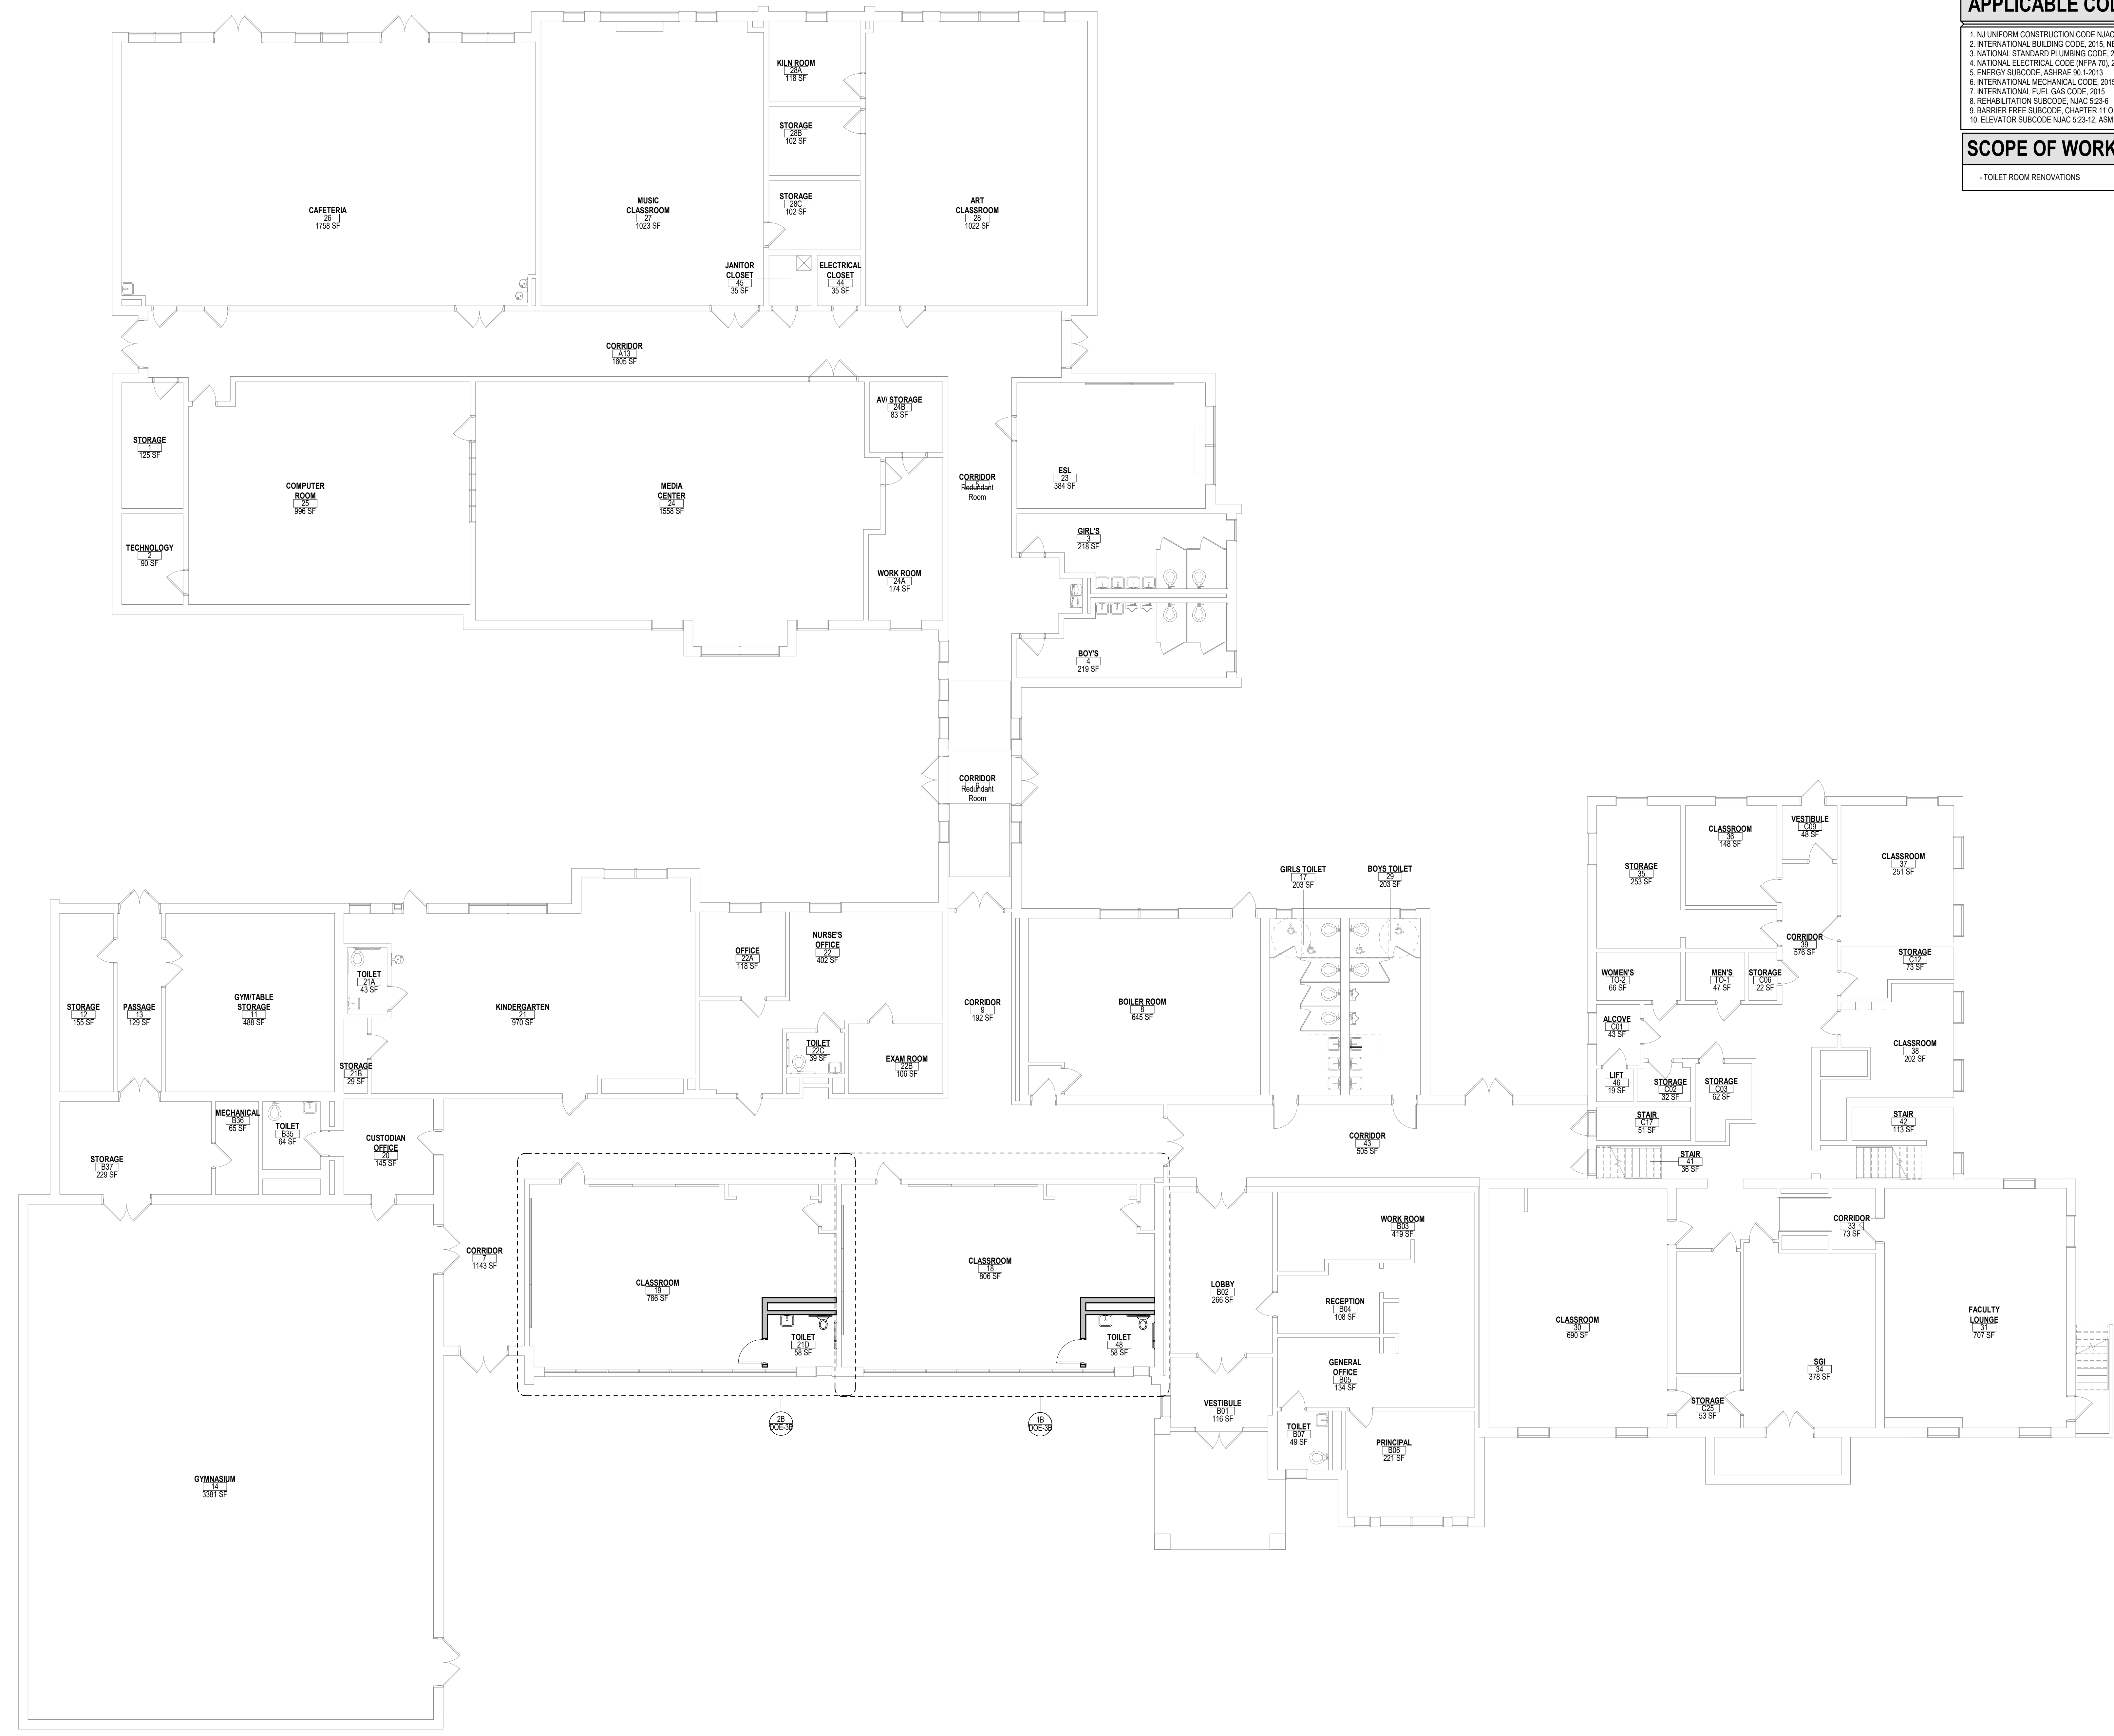 APPLICABLE
1. NJ UNIFORM CONSTRUCTION CODE NJAC
2. INTERNATIONAL BUILDING CODE, 2015,
3. NATIONAL STANDARD PLUMBING CODE,
4. NATIONAL ELECTRICAL CODE (NFPA 70),
5. ENERGY SUBCODE, ASHRAE 90.1-2013
6. INTERNATIONAL MECHANICAL CODE, 2015
7. INTERNATIONAL FUEL GAS CODE, 2015
8. REHABILITATION SUBCODE, NJAC 5:23-6
9. BARRIER FREE SUBCODE, CHAPTER 11
10. ELEVATOR SUBCODE NJAC 5:23-12,
SCOPE OF WORK
- TOILET ROOM RENOVATIONS
KILN ROOM
28A
118 SF
STORAGE
28B
102 SF
STORAGE
28C
102 SF
CAFETERIA
26
1758 SF
MUSIC
CLASSROOM
27
1023 SF
ART
CLASSROOM
28
1022 SF
JANITOR
CLOSET
45
35 SF
ELECTRICAL
CLOSET
44
35 SF
CORRIDOR
A13
1605 SF
AV/ STORAGE
24B
83 SF
STORAGE
1
125 SF
COMPUTER
ROOM
25
996 SF
MEDIA
CENTER
24
1558 SF
CORRIDOR
5
Redundant
Room
ESL
23
384 SF
TECHNOLOGY
2
90 SF
WORK ROOM
24A
174 SF
GIRL'S
3
218 SF
BOY'S
4
219 SF
CORRIDOR
6
Redundant
Room
GIRLS TOILET
17
203 SF
BOYS TOILET
29
203 SF
STORAGE
35
253 SF
CLASSROOM
36
148 SF
VESTIBULE
C09
48 SF
CLASSROOM
37
251 SF
CORRIDOR
39
576 SF
STORAGE
C12
73 SF
WOMEN'S
TO-2
66 SF
MEN'S
TO-1
47 SF
STORAGE
C06
22 SF
ALCOVE
C01
43 SF
CLASSROOM
38
202 SF
LIFT
46
19 SF
STORAGE
C02
32 SF
STORAGE
C03
62 SF
STAIR
C17
51 SF
STAIR
42
113 SF
STAIR
41
36 SF
STORAGE
12
155 SF
PASSAGE
13
129 SF
GYM/TABLE
STORAGE
11
488 SF
TOILET
21A
43 SF
KINDERGARTEN
21
970 SF
STORAGE
21B
29 SF
OFFICE
22A
118 SF
NURSE'S
OFFICE
22
402 SF
TOILET
22C
39 SF
EXAM ROOM
22B
106 SF
CORRIDOR
9
192 SF
BOILER ROOM
8
645 SF
STORAGE
B37
229 SF
MECHANICAL
B36
65 SF
TOILET
B35
64 SF
CUSTODIAN
OFFICE
20
145 SF
CORRIDOR
43
505 SF
CORRIDOR
7
1143 SF
CLASSROOM
19
786 SF
CLASSROOM
18
806 SF
TOILET
21D
58 SF
TOILET
48
58 SF
2B
DOE-3B
1B
DOE-3B
LOBBY
B02
266 SF
WORK ROOM
B03
419 SF
RECEPTION
B04
108 SF
GENERAL
OFFICE
B05
134 SF
VESTIBULE
B01
116 SF
TOILET
B07
49 SF
PRINCIPAL
B06
221 SF
CLASSROOM
30
690 SF
STORAGE
C25
53 SF
SGI
34
378 SF
CORRIDOR
33
73 SF
FACULTY
LOUNGE
31
707 SF
GYMNASIUM
14
3381 SF